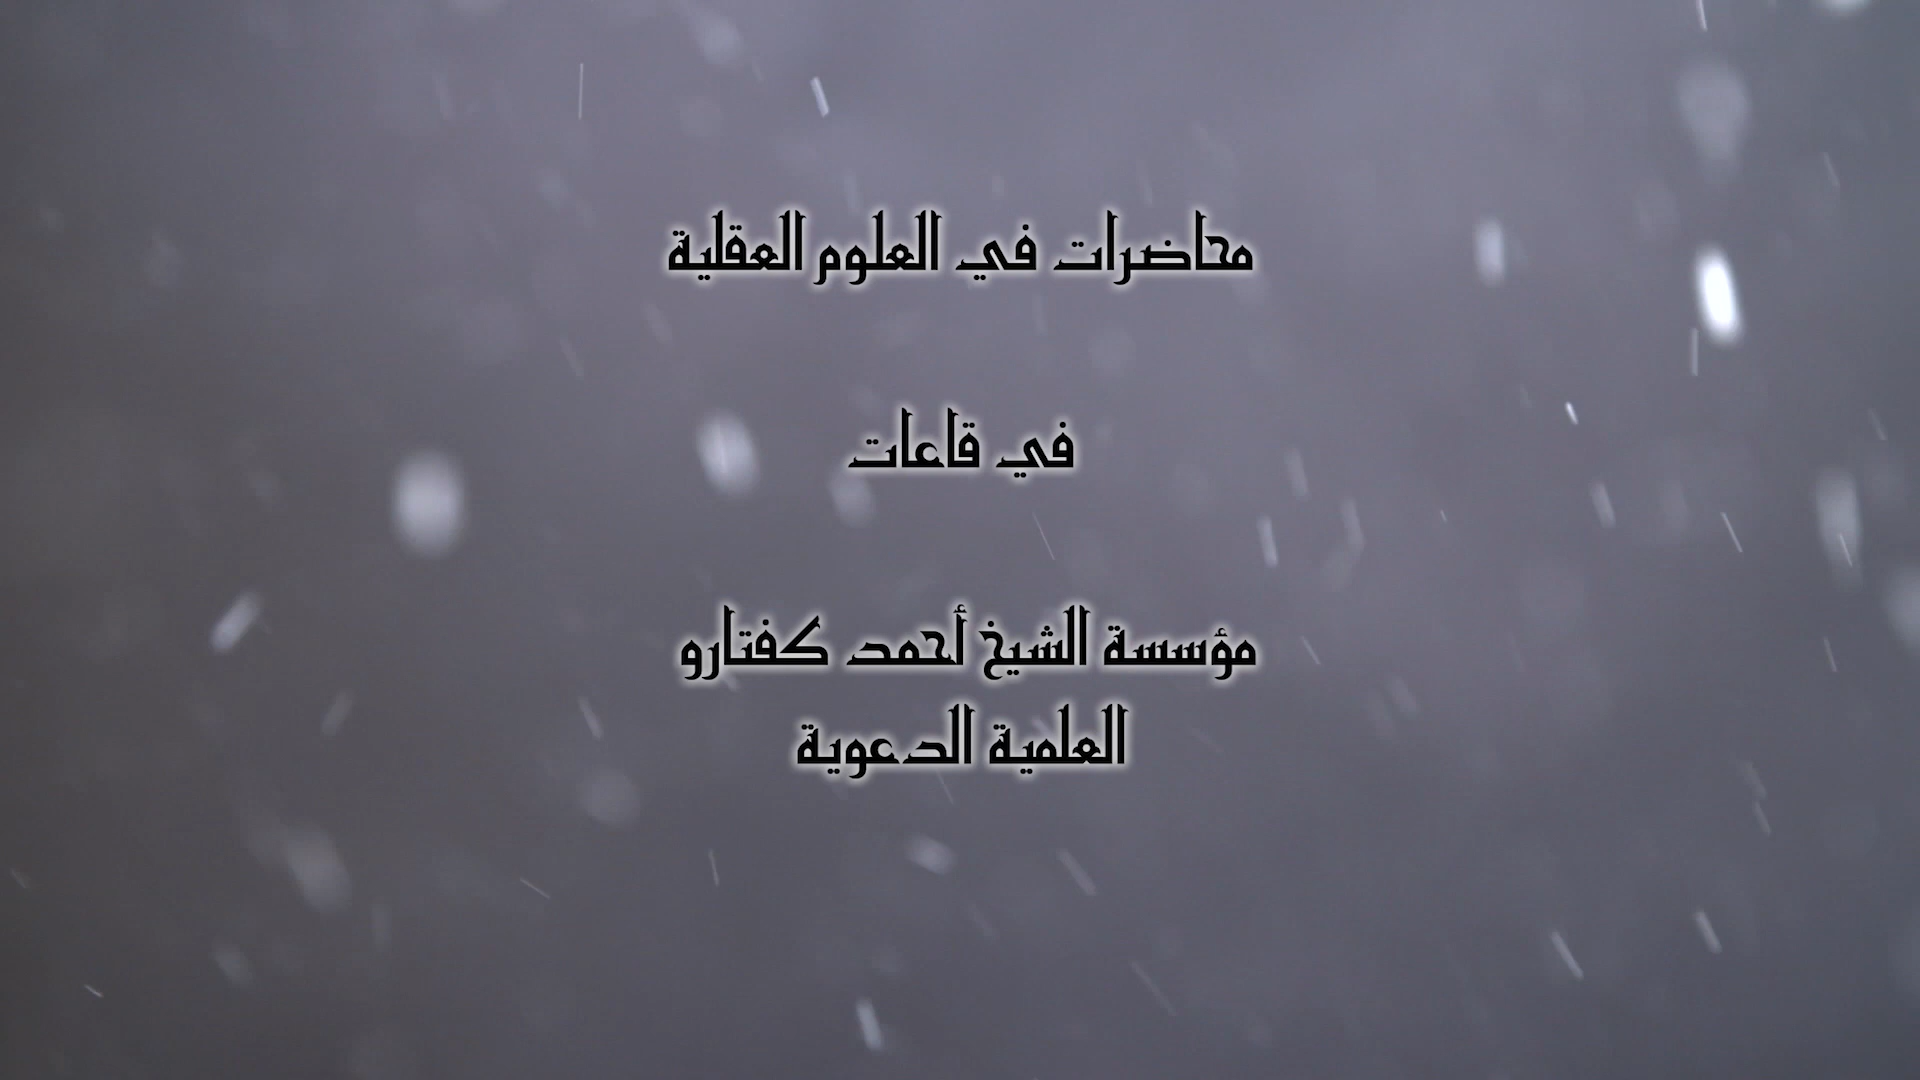 محاضرات في العلوم العقلية
في قاعات
مؤسسة الشيخ أحمد كفتارو
العلمية الدعوية